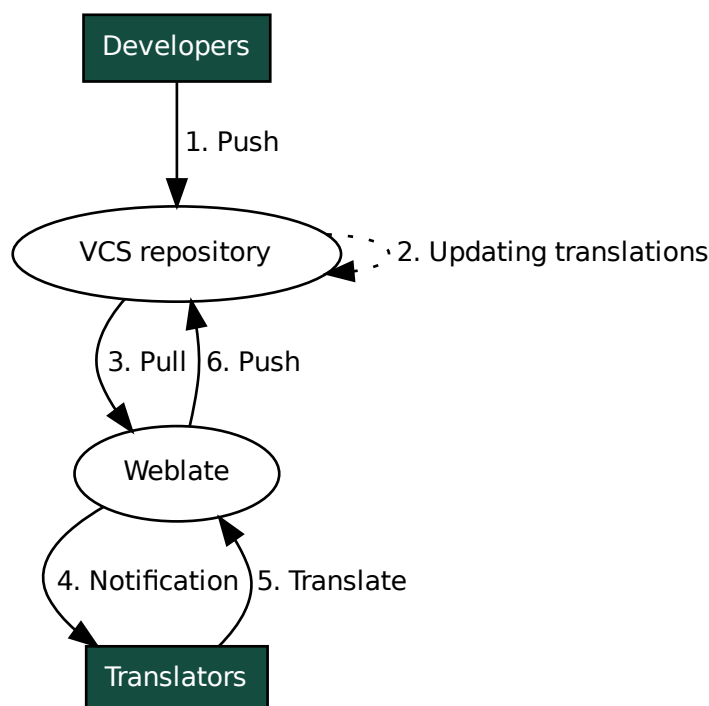 Developers
1. Push
VCS repository
2. Updating translations
3. Pull
6. Push
Weblate
4. Notification
5. Translate
Translators